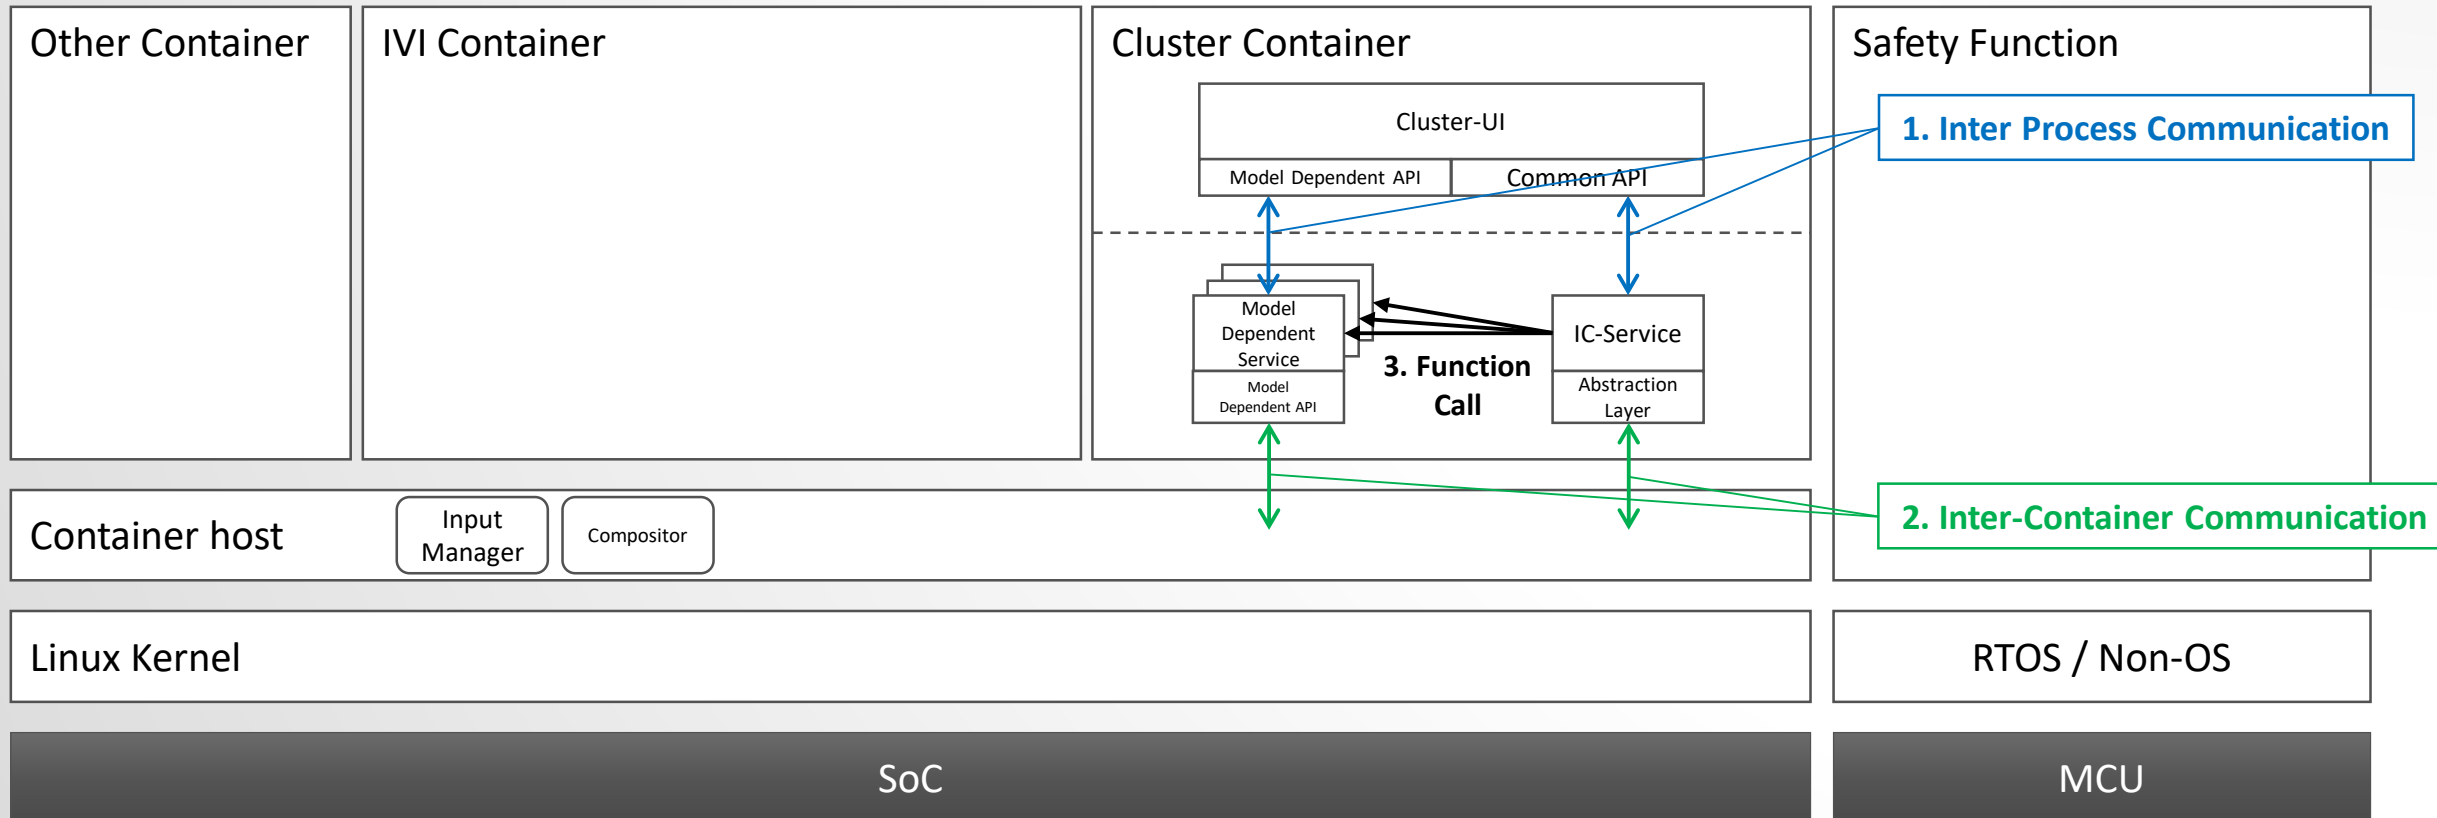 Other Container
IVI Container
Cluster Container
Safety Function
Cluster-UI
Model Dependent API
Common API
1. Inter Process Communication
Model
Dependent
Service
Model
Dependent API
3. Function
Call
IC-Service
Abstraction
Layer
Container host
Input
Manager
Compositor
2. Inter-Container Communication
Linux Kernel
RTOS / Non-OS
SoC
MCU